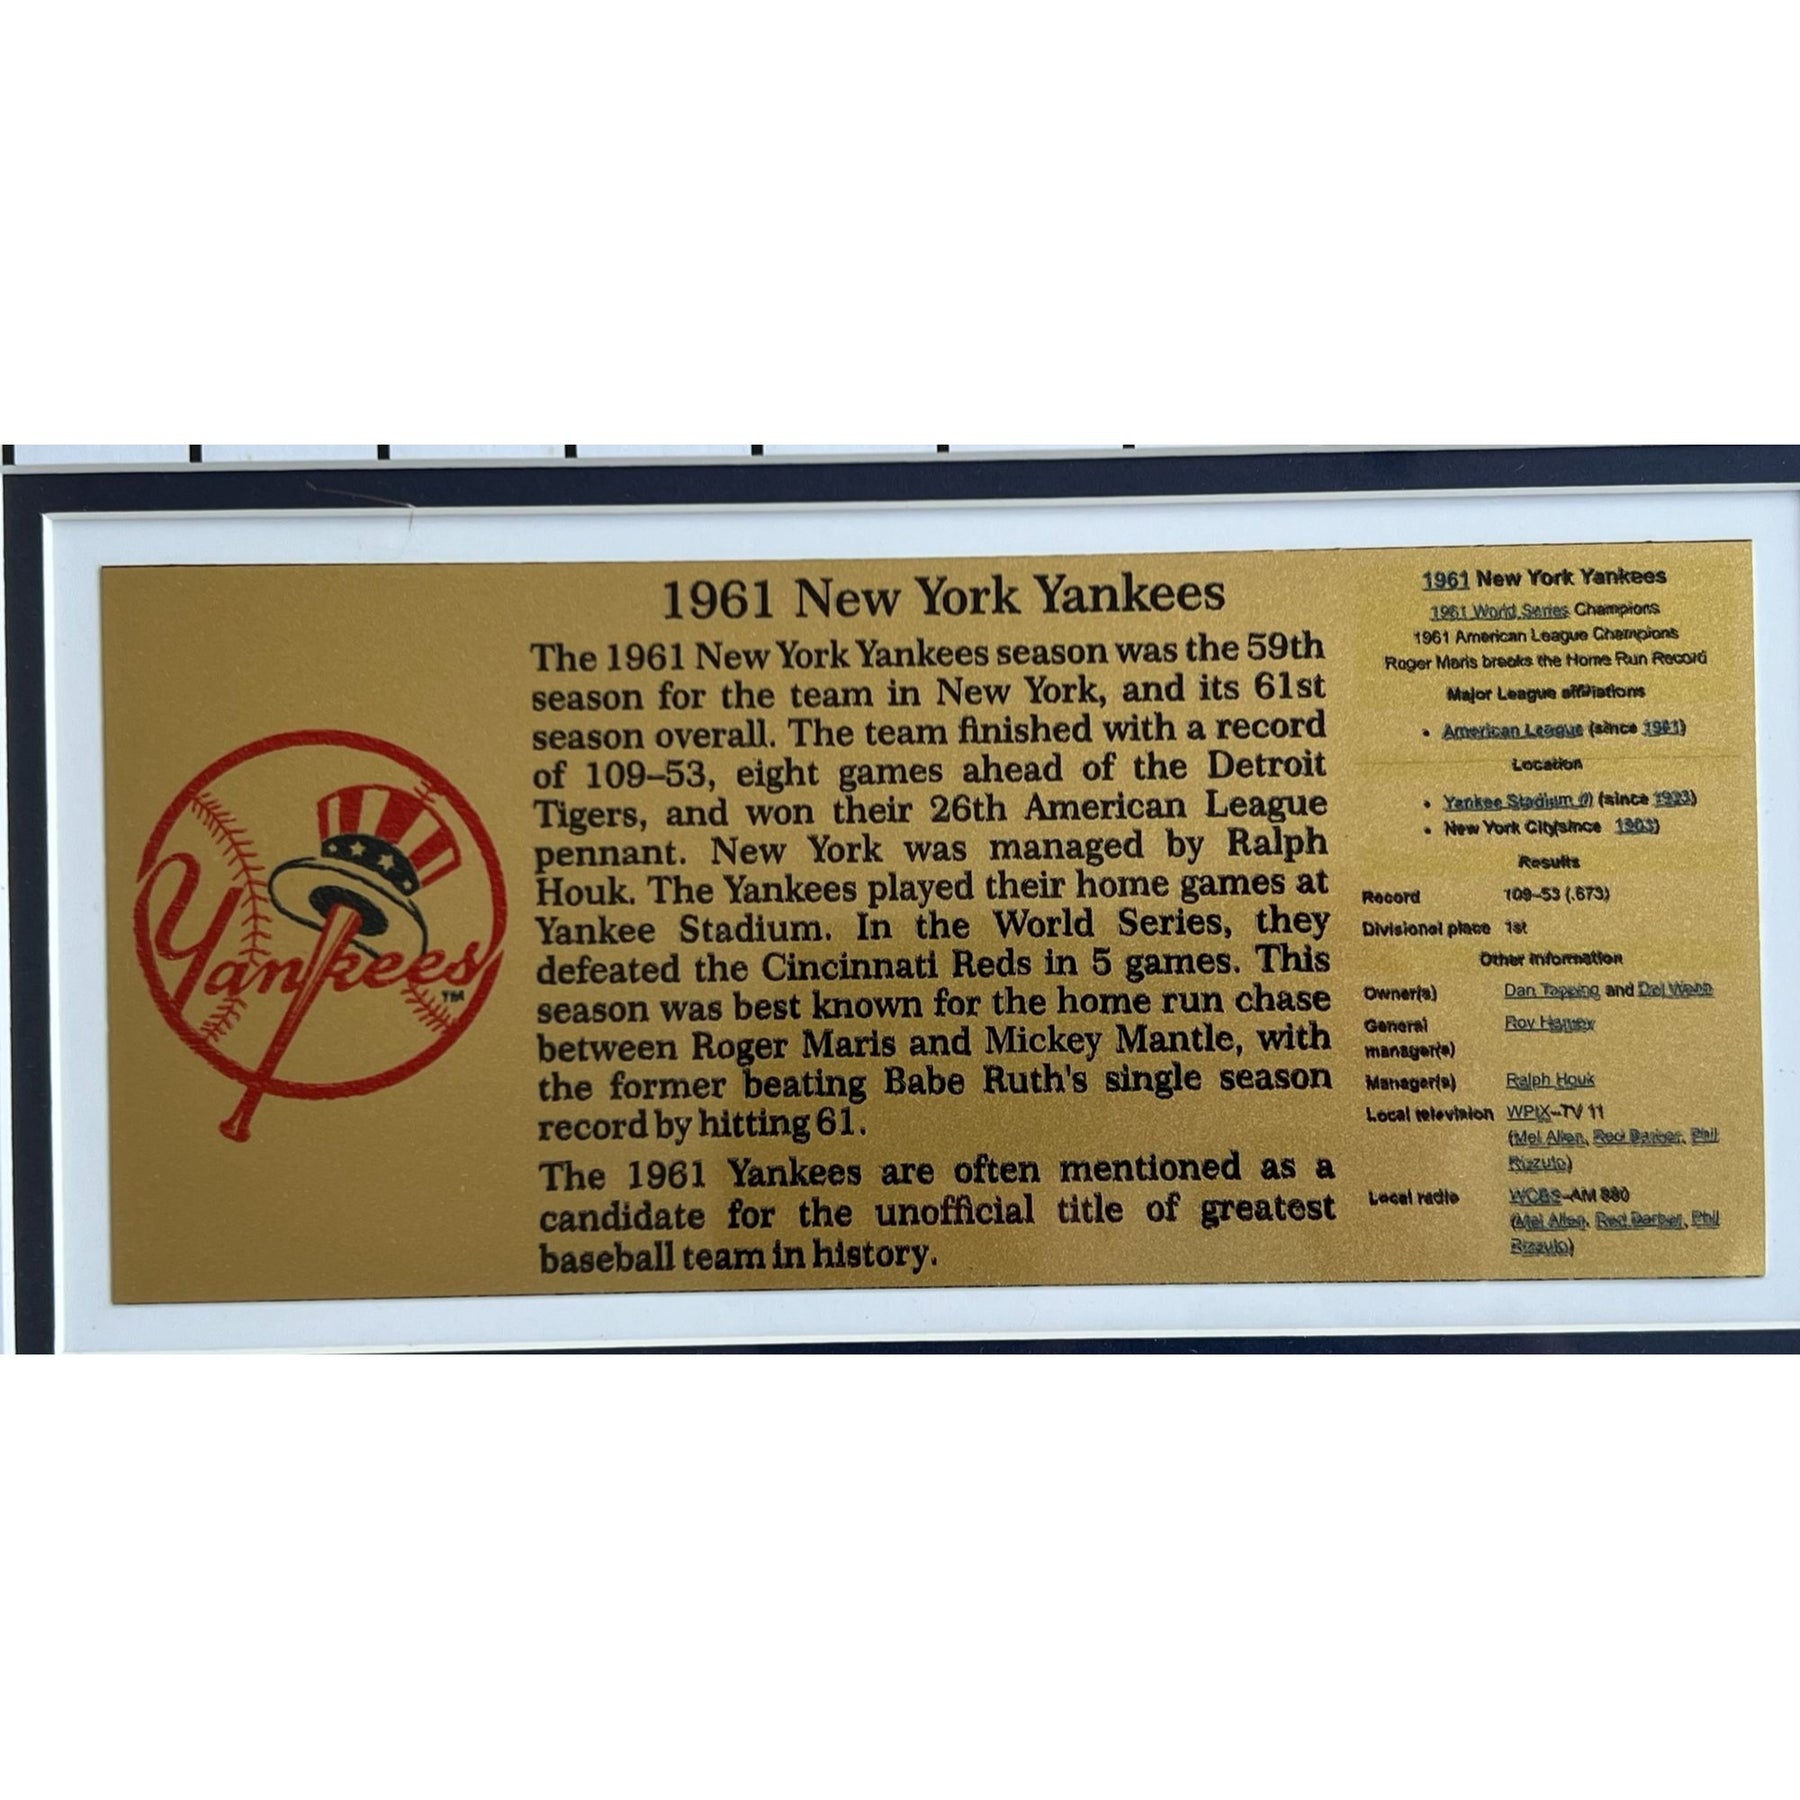 Yankees
TM
1961 New York Yankees
The 1961 New York Yankees season was the 59th
season for the team in New York, and its 61st
season overall. The team finished with a record
of 109–53, eight games ahead of the Detroit
Tigers, and won their 26th American League
pennant. New York was managed by Ralph
Houk. The Yankees played their home games at
Yankee Stadium. In the World Series, they
defeated the Cincinnati Reds in 5 games. This
season was best known for the home run chase
between Roger Maris and Mickey Mantle, with
the former beating Babe Ruth's single season
record by hitting 61.
The 1961 Yankees are often mentioned as a
candidate for the unofficial title of greatest
baseball team in history.
1961 New York Yankees
1961 World Series Champions
1961 American League Champions
Roger Maris breaks the Home Run Record
Major League affiliations
• American League (since
Location
• Yankee Stadium (I) (since
• New York City(since 1903)
Results
Record 109–53 (.673)
Divisional place 1st
Other information
Owner(s) Dan Topping and Del Webb
General Roy Hamey
manager(s)
Manager(s) Ralph Houk
Local television WPIX–TV 11
(Mel Allen, Red Barber, Phil
Rizzuto)
Local radio WCBS–AM 880
(Mel Allen, Red Barber, Phil
Rizzuto)